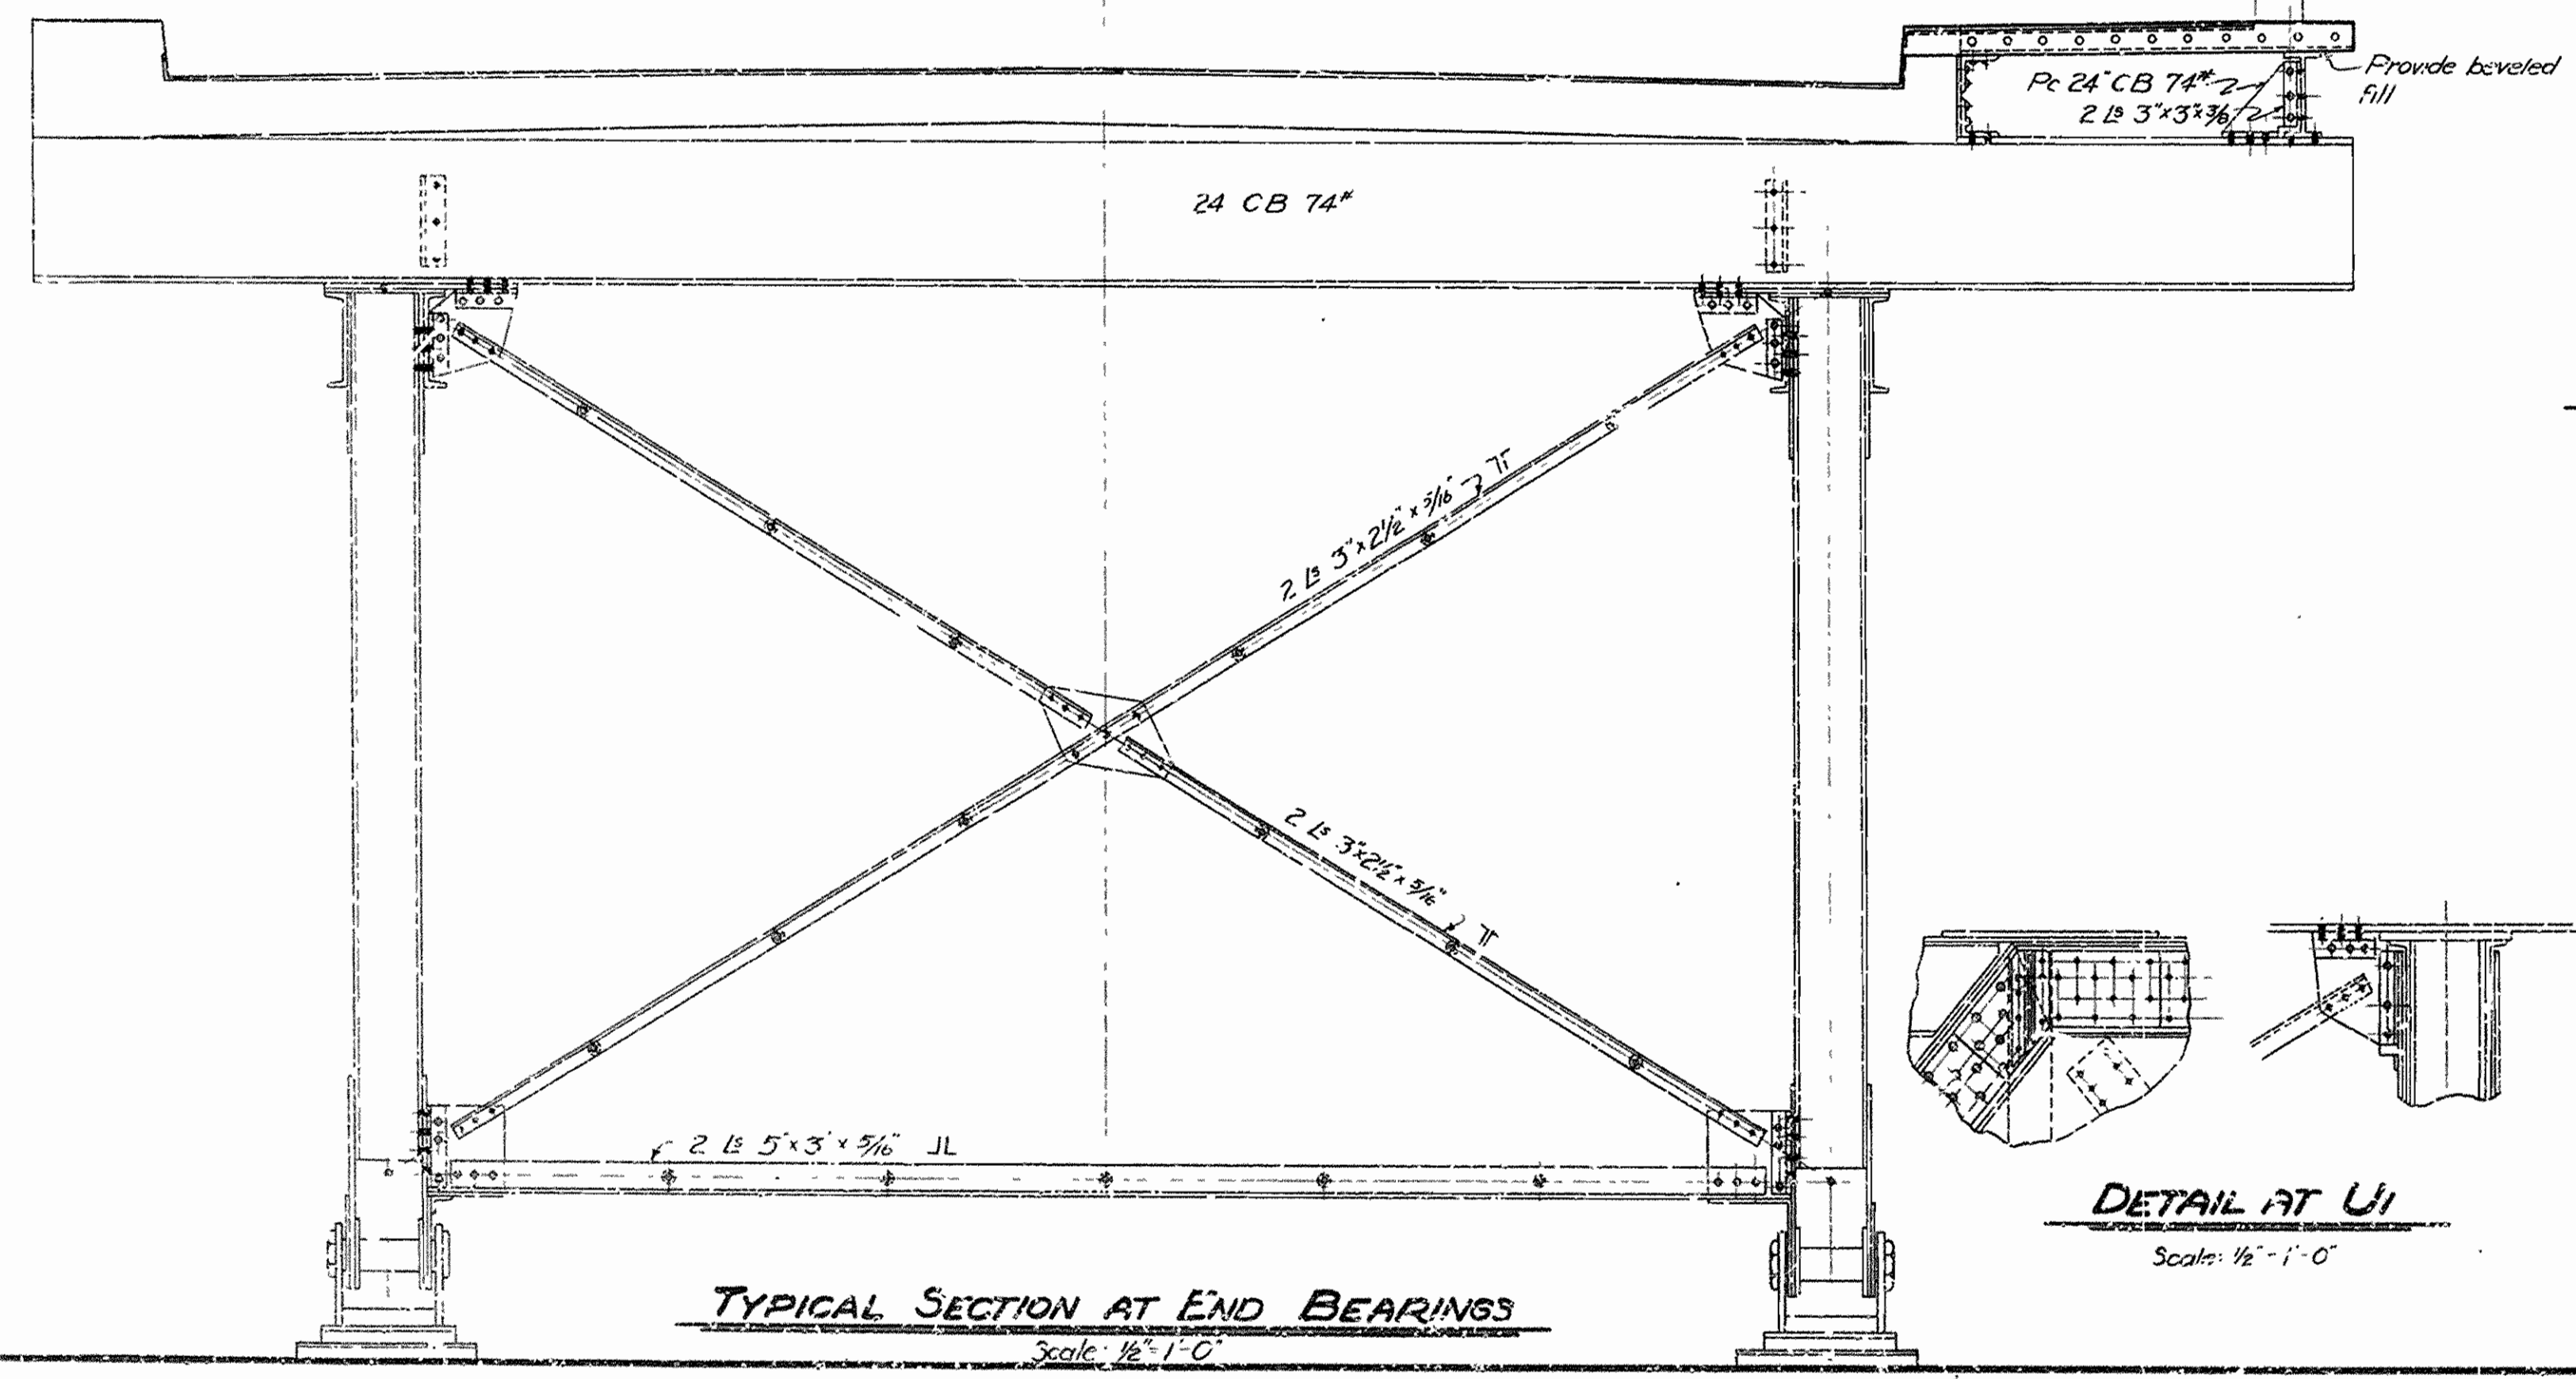 Pc 24" CB 74#
2 Ls 3"x3"x3/8
Provide beveled
fill
24 CB 74#
2 Ls 3"x2½"x5/16"
2 Ls 3"x2½"x5/16"
2 Ls 5"x3"x5/16"
DETAIL AT U1
Scale: ½"-1'-0"
TYPICAL SECTION AT END BEARINGS
Scale: ½"=1'-0"